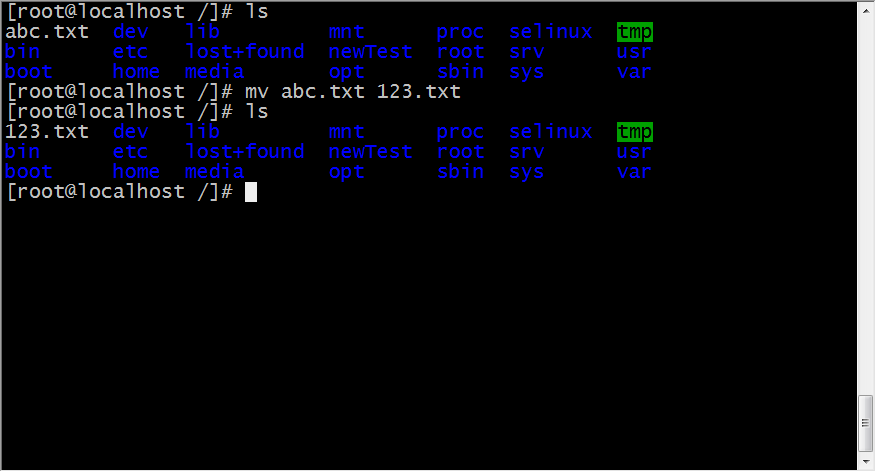 [root@localhost /]# ls
abc.txt  dev   lib         mnt      proc  selinux  tmp
bin      etc   lost+found  newTest  root  srv      usr
boot     home  media       opt      sbin  sys      var
[root@localhost /]# mv abc.txt 123.txt
[root@localhost /]# ls
123.txt  dev   lib         mnt      proc  selinux  tmp
bin      etc   lost+found  newTest  root  srv      usr
boot     home  media       opt      sbin  sys      var
[root@localhost /]#